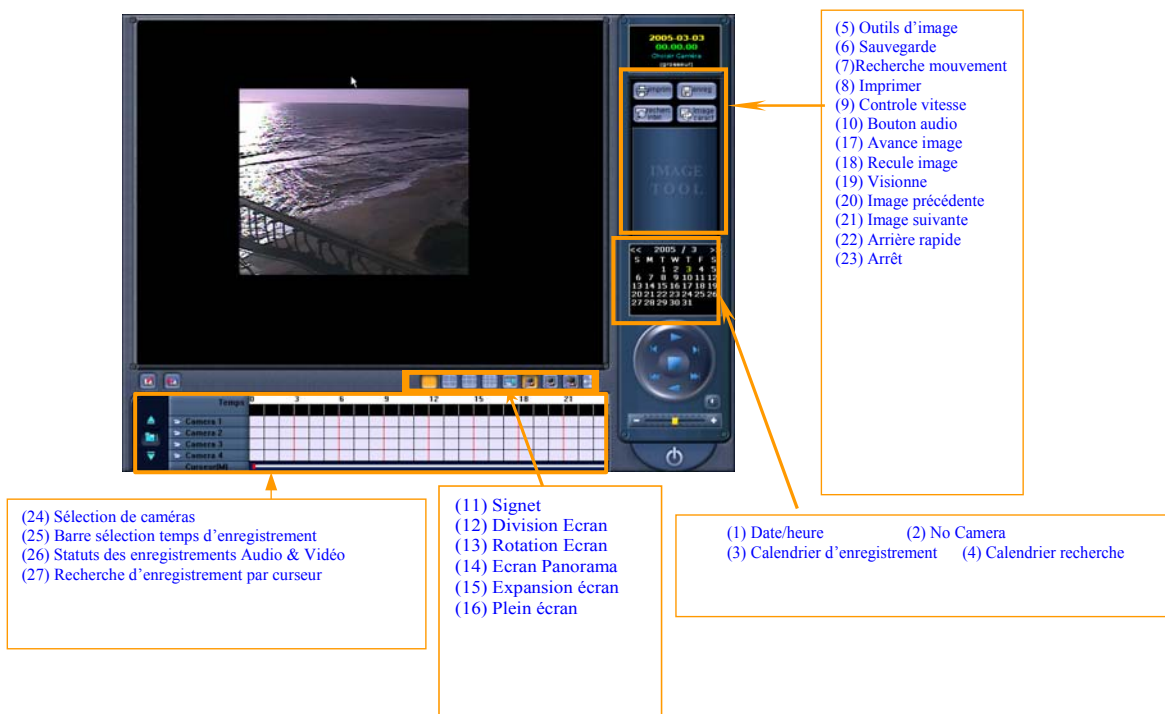 2005-03-03
00.00.00
Choisir Caméra
(grosseur)
imprim
enreg
IMAGE
TOOL
<< 2005 / 3 >
S M T W T F S
1 2 3 4 5
6 7 8 9 10 11 12
13 14 15 16 17 18 19
20 21 22 23 24 25 26
27 28 29 30 31
- +
Temps 0 3 6 9 12 15 18 21
Camera 1
Camera 2
Camera 3
Camera 4
Curseur(M)
(5) Outils d'image
(6) Sauvegarde
(7)Recherche mouvement
(8) Imprimer
(9) Controle vitesse
(10) Bouton audio
(17) Avance image
(18) Recule image
(19) Visionne
(20) Image précédente
(21) Image suivante
(22) Arrière rapide
(23) Arrêt
(24) Sélection de caméras
(25) Barre sélection temps d'enregistrement
(26) Statuts des enregistrements Audio & Vidéo
(27) Recherche d'enregistrement par curseur
(11) Signet
(12) Division Ecran
(13) Rotation Ecran
(14) Ecran Panorama
(15) Expansion écran
(16) Plein écran
(1) Date/heure (2) No Camera
(3) Calendrier d'enregistrement (4) Calendrier recherche